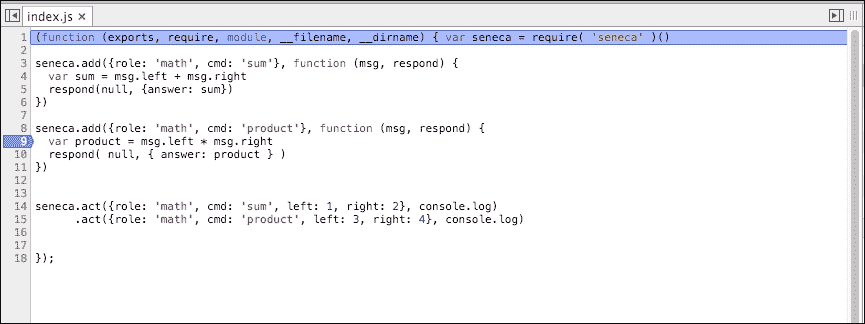 index.js ×
1 (function (exports, require, module, __filename, __dirname) { var seneca = require( 'seneca' )()
2
3 seneca.add({role: 'math', cmd: 'sum'}, function (msg, respond) {
4   var sum = msg.left + msg.right
5   respond(null, {answer: sum})
6 })
7
8 seneca.add({role: 'math', cmd: 'product'}, function (msg, respond) {
9   var product = msg.left * msg.right
10   respond( null, { answer: product } )
11 })
12
13
14 seneca.act({role: 'math', cmd: 'sum', left: 1, right: 2}, console.log)
15       .act({role: 'math', cmd: 'product', left: 3, right: 4}, console.log)
16
17
18 });